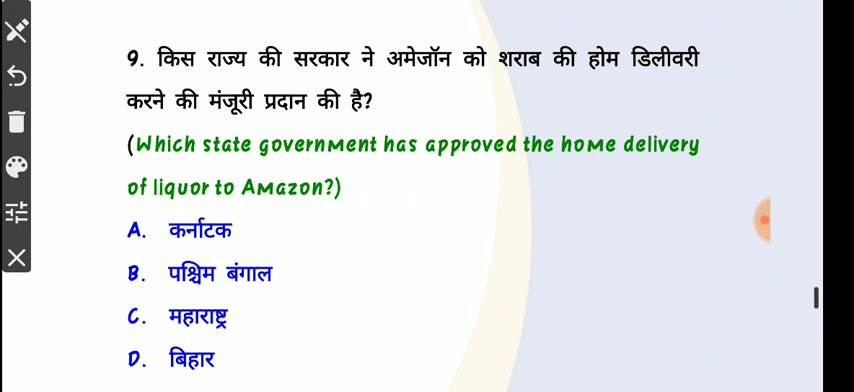 9. किस राज्य की सरकार ने अमेजॉन को शराब की होम डिलीवरी
करने की मंजूरी प्रदान की है?
(Which state government has approved the home delivery
of liquor to Amazon?)
A. कर्नाटक
B. पश्चिम बंगाल
C. महाराष्ट्र
D. बिहार